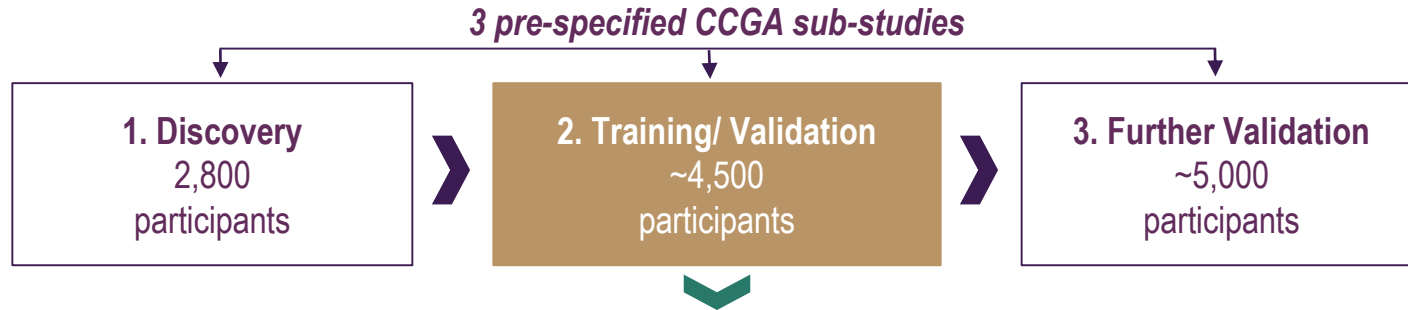 3 pre-specified CCGA sub-studies
1. Discovery
2,800
participants
2. Training/ Validation
~4,500
participants
3. Further Validation
~5,000
participants